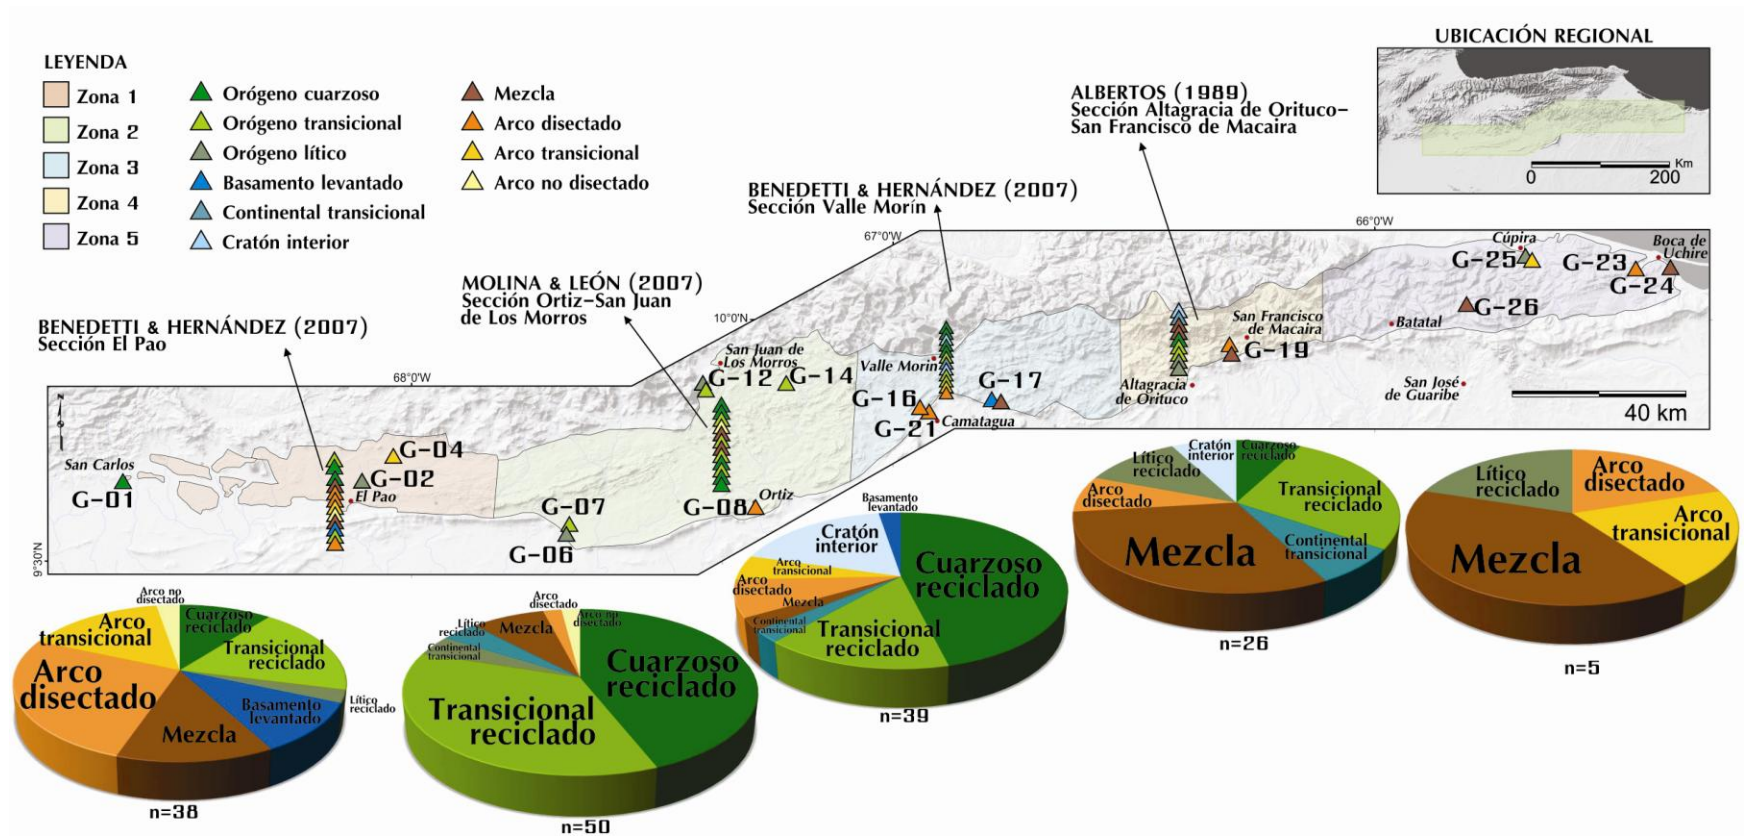 LEYENDA
Zona 1
Zona 2
Zona 3
Zona 4
Zona 5
Orógeno cuarzoso
Orógeno transicional
Orógeno lítico
Basamento levantado
Continental transicional
Cratón interior
Mezcla
Arco disectado
Arco transicional
Arco no disectado
UBICACIÓN REGIONAL
Km
0
200
ALBERTOS (1989)
Sección Altagracia de Orituco-
San Francisco de Macaira
BENEDETTI & HERNÁNDEZ (2007)
Sección Valle Morín
MOLINA & LEÓN (2007)
Sección Ortiz-San Juan
de Los Morros
BENEDETTI & HERNÁNDEZ (2007)
Sección El Pao
68°0'W
67°0'W
66°0'W
10°0'N
9°30'N
N
San Carlos
G-01
G-04
G-02
El Pao
G-07
G-06
San Juan de
Los Morros
G-12
G-14
G-08
Ortiz
Valle Morin
G-16
G-21
G-17
Camatagua
Altagracia
de Orituco
San Francisco
de Macaira
G-19
Cúpira
G-25
G-23
Boca de
Uchire
G-24
G-26
Batatal
San José
de Guaribe
40 km
Arco no
disectado
Cuarzoso
reciclado
Arco
transicional
Transicional
reciclado
Arco
disectado
Lítico
reciclado
Basamento
levantado
Mezcla
n=38
Arco
disectado
Arco no
disectado
Lítico
reciclado
Mezcla
Continental
transicional
Cuarzoso
reciclado
Transicional
reciclado
n=50
Basamento
levantado
Cratón
interior
Cuarzoso
reciclado
Arco
transicional
Arco
disectado
Mezcla
Continental
transicional
Transicional
reciclado
n=39
Cratón
interior
Cuarzoso
reciclado
Lítico
reciclado
Arco
disectado
Transicional
reciclado
Continental
transicional
Mezcla
n=26
Lítico
reciclado
Arco
disectado
Arco
transicional
Mezcla
n=5